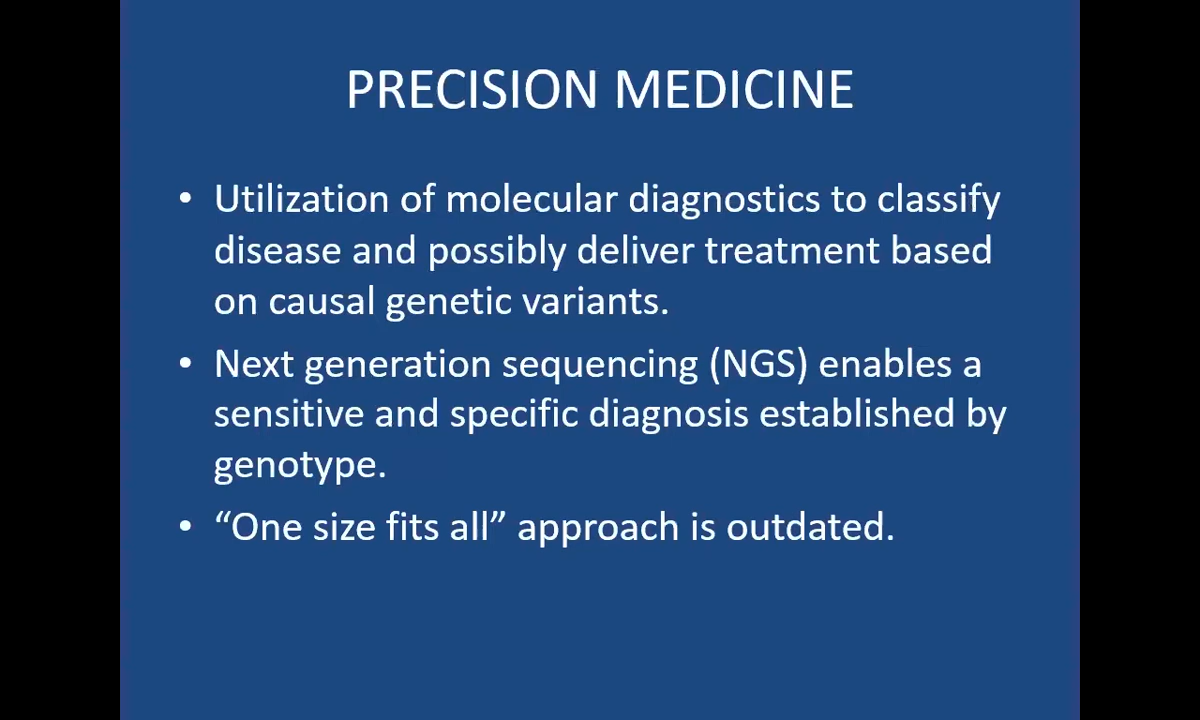 PRECISION MEDICINE
• Utilization of molecular diagnostics to classify
disease and possibly deliver treatment based
on causal genetic variants.
• Next generation sequencing (NGS) enables a
sensitive and specific diagnosis established by
genotype.
• “One size fits all” approach is outdated.